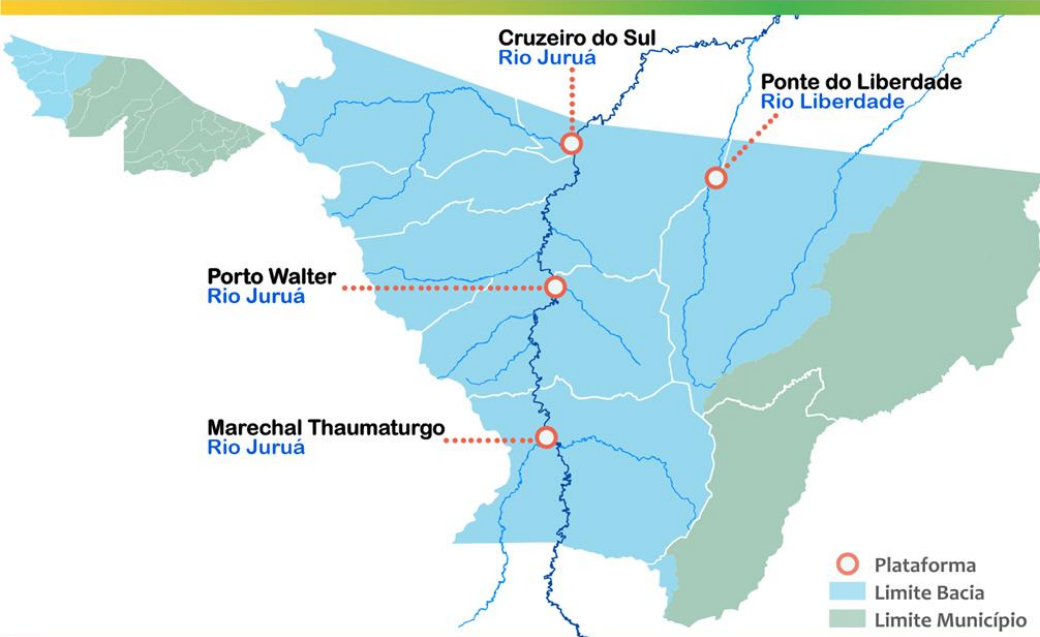 Cruzeiro do Sul
Rio Juruá
Ponte do Liberdade
Rio Liberdade
Porto Walter
Rio Juruá
Marechal Thaumaturgo
Rio Juruá
Plataforma
Limite Bacia
Limite Município